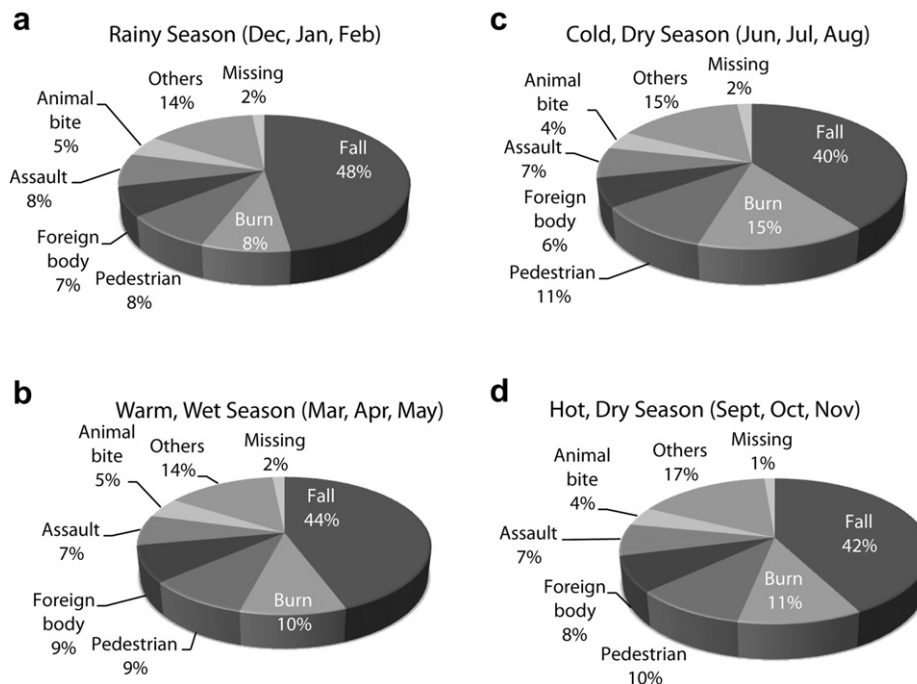 a
Rainy Season (Dec, Jan, Feb)
Missing
2%
Others
14%
Animal
bite
5%
Assault
8%
Foreign
body
7%
Pedestrian
8%
Burn
8%
Fall
48%
c
Cold, Dry Season (Jun, Jul, Aug)
Missing
2%
Others
15%
Animal
bite
4%
Assault
7%
Foreign
body
6%
Pedestrian
11%
Burn
15%
Fall
40%
b
Warm, Wet Season (Mar, Apr, May)
Animal
bite
5%
Others
14%
Missing
2%
Assault
7%
Foreign
body
9%
Pedestrian
9%
Burn
10%
Fall
44%
d
Hot, Dry Season (Sept, Oct, Nov)
Missing
1%
Others
17%
Animal
bite
4%
Assault
7%
Foreign
body
8%
Pedestrian
10%
Burn
11%
Fall
42%